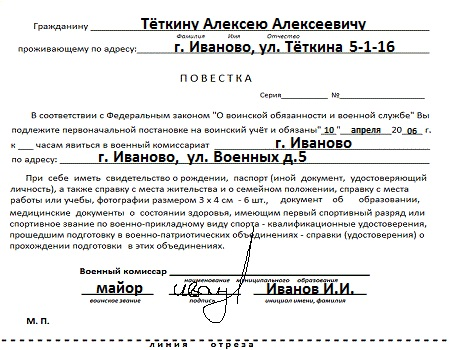 Гражданину Тёткину Алексею Алексеевичу
Фамилия Имя Отчество
проживающему по адресу: г. Иваново, ул. Тёткина 5-1-16
ПОВЕСТКА
Серия__________ №__________
В соответствии с Федеральным законом "О воинской обязанности и военной службе" Вы
подлежите первоначальной постановке на воинский учёт и обязаны"10 " апреля 2006 г.
к ___ часам явиться в военный комиссариат г. Иваново
по адресу: г. Иваново, ул. Военных д.5
При себе иметь свидетельство о рождении, паспорт (иной документ, удостоверяющий
личность), а также справку с места жительства и о семейном положении, справку с места
работы или учебы, фотографии размером 3 х 4 см - 6 шт., документ об образовании,
медицинские документы о состоянии здоровья, имеющим первый спортивный разряд или
спортивное звание по военно-прикладному виду спорта - квалификационные удостоверения,
прошедшим подготовку в военно-патриотических объединениях - справки (удостоверения) о
прохождении подготовки в этих объединениях.
Военный комиссар
наименование муниципального образования
майор Иванов И.И.
воинское звание подпись инициал имени, фамилия
М. П.
линия отреза